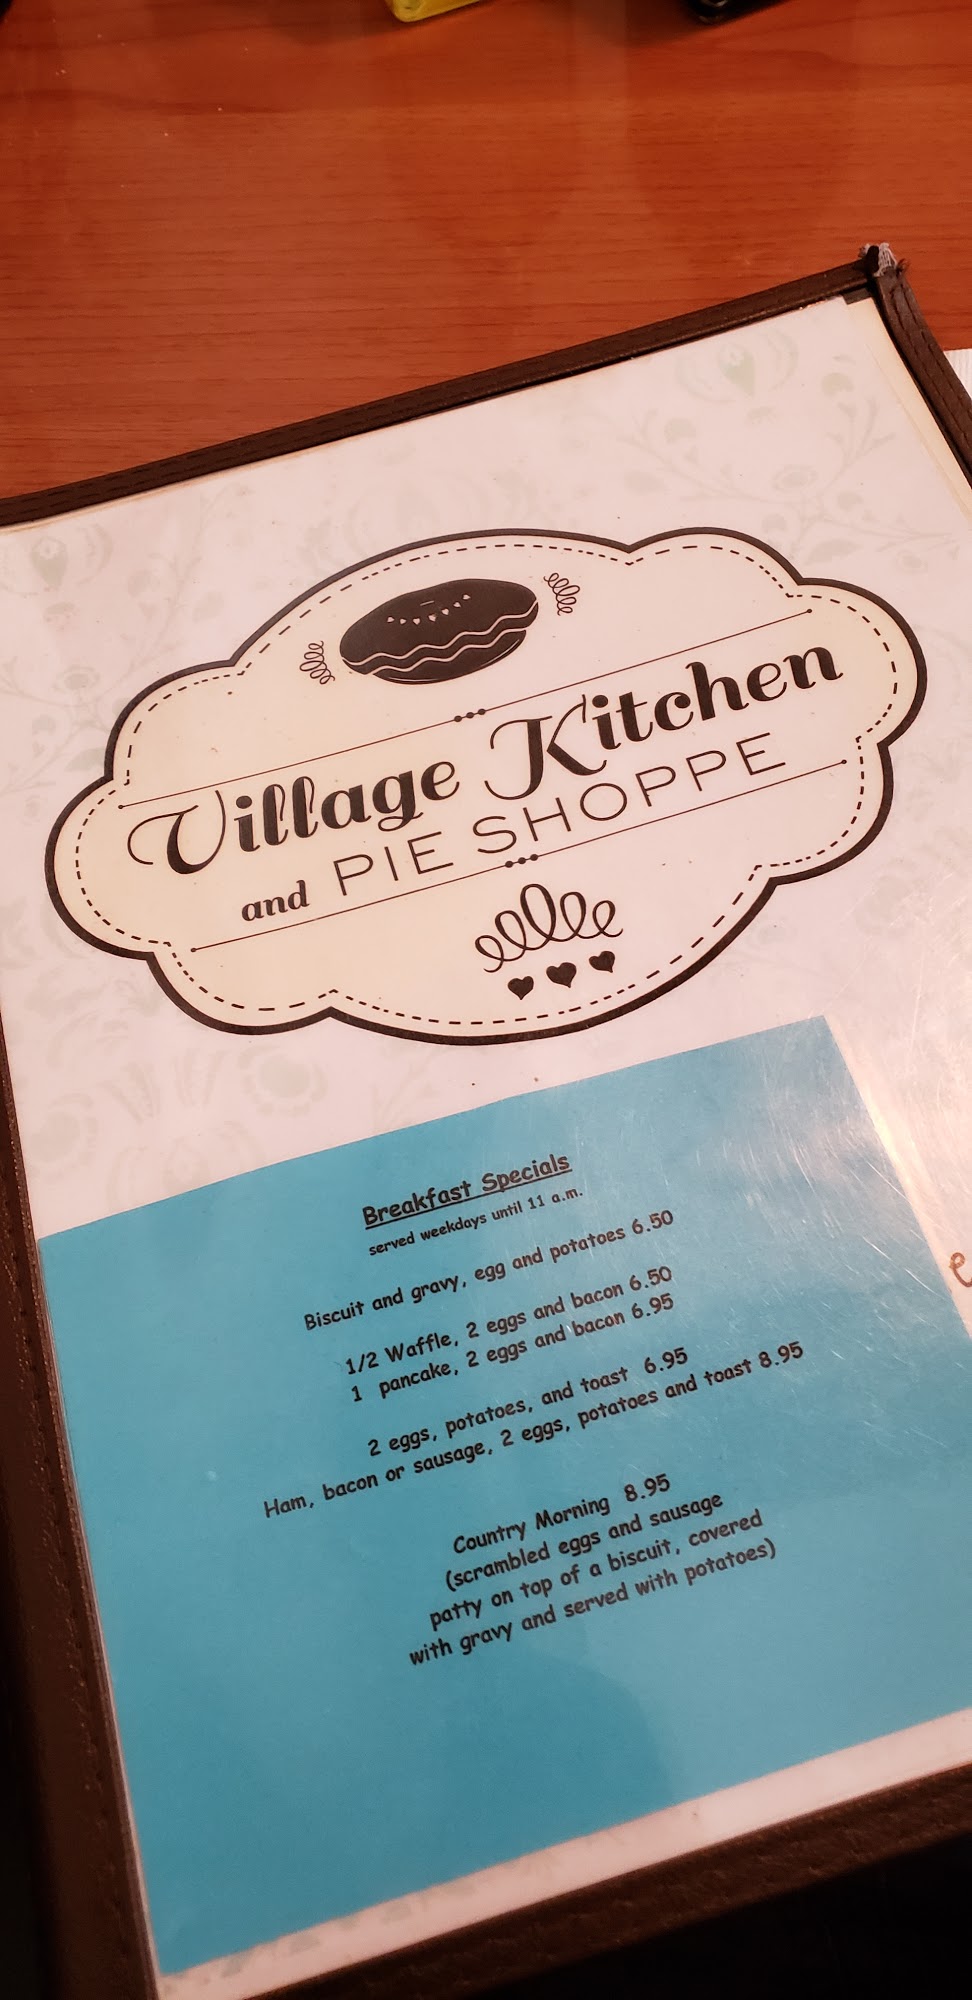 Village Kitchen
and PIE SHOPPE
Breakfast Specials
served weekdays until 11 a.m.
Biscuit and gravy, egg and potatoes 6.50
1/2 Waffle, 2 eggs and bacon 6.50
1 pancake, 2 eggs and bacon 6.95
2 eggs, potatoes, and toast 6.95
Ham, bacon or sausage, 2 eggs, potatoes and toast 8.95
Country Morning 8.95
(scrambled eggs and sausage
patty on top of a biscuit, covered
with gravy and served with potatoes)